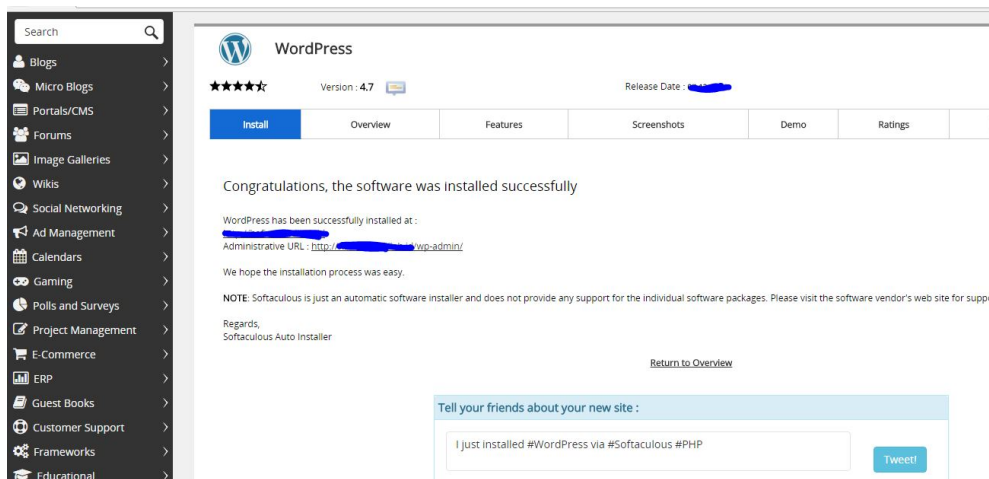 Search
Blogs
Micro Blogs
Portals/CMS
Forums
Image Galleries
Wikis
Social Networking
Ad Management
Calendars
Gaming
Polls and Surveys
Project Management
E-Commerce
ERP
Guest Books
Customer Support
Frameworks
Educational
WordPress
Version : 4.7
Release Date :
Install Overview Features Screenshots Demo Ratings
Congratulations, the software was installed successfully
WordPress has been successfully installed at :
Administrative URL : http:/ /wp-admin/
We hope the installation process was easy.
NOTE: Softaculous is just an automatic software installer and does not provide any support for the individual software packages. Please visit the software vendor's web site for
Regards,
Softaculous Auto Installer
Return to Overview
Tell your friends about your new site :
I just installed #WordPress via #Softaculous #PHP
Tweet!